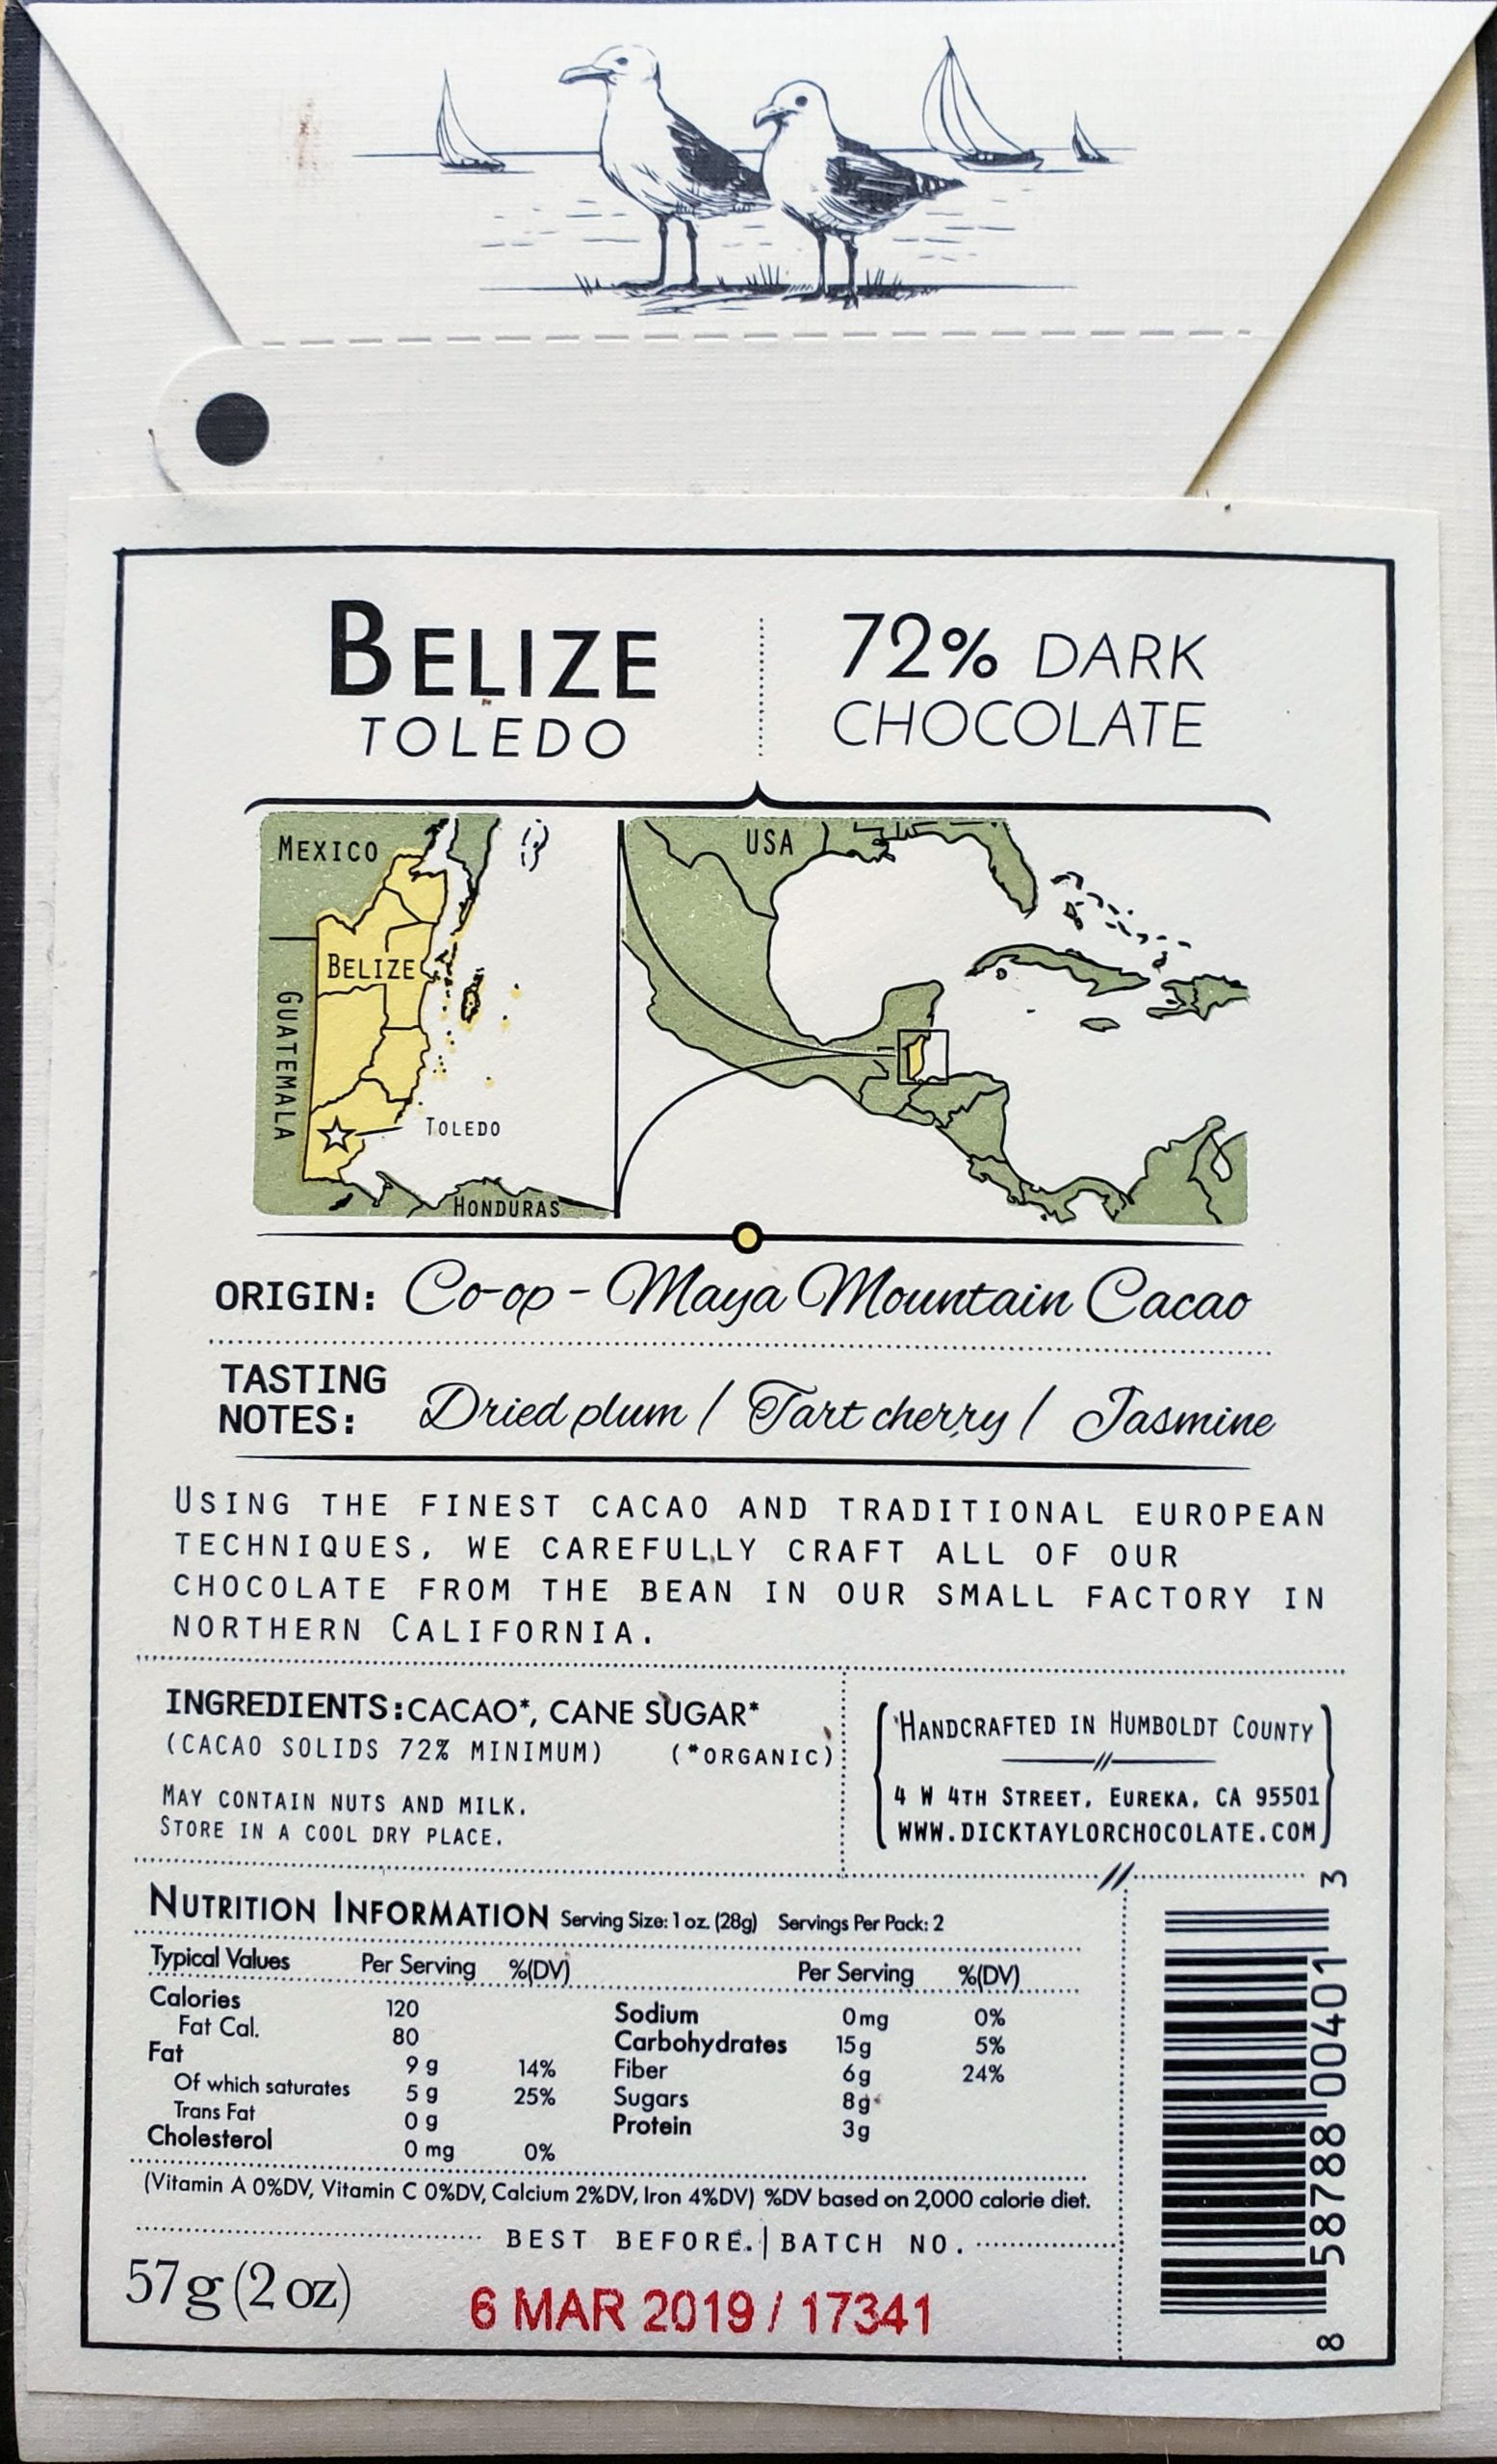 BELIZE
TOLEDO
72% DARK
CHOCOLATE
MEXICO
BELIZE
GUATEMALA
TOLEDO
HONDURAS
USA
ORIGIN: Co-op - Maya Mountain Cacao
TASTING
NOTES: Dried plum / Tart cherry / Jasmine
USING THE FINEST CACAO AND TRADITIONAL EUROPEAN
TECHNIQUES, WE CAREFULLY CRAFT ALL OF OUR
CHOCOLATE FROM THE BEAN IN OUR SMALL FACTORY IN
NORTHERN CALIFORNIA.
INGREDIENTS:CACAO*, CANE SUGAR*
(CACAO SOLIDS 72% MINIMUM) (*ORGANIC)
MAY CONTAIN NUTS AND MILK.
STORE IN A COOL DRY PLACE.
HANDCRAFTED IN HUMBOLDT COUNTY
4 W 4TH STREET, EUREKA, CA 95501
WWW.DICKTAYLORCHOCOLATE.COM
NUTRITION INFORMATION Serving Size: 1 oz. (28g) Servings Per Pack: 2
Typical Values Per Serving %(DV) Per Serving %(DV)
Calories 120
Fat Cal. 80
Fat 9 g 14%
Of which saturates 5 g 25%
Trans Fat 0 g
Cholesterol 0 mg 0%
Sodium 0mg 0%
Carbohydrates 15g 5%
Fiber 6g 24%
Sugars 8g
Protein 3g
(Vitamin A 0%DV, Vitamin C 0%DV, Calcium 2%DV, Iron 4%DV) %DV based on 2,000 calorie diet.
BEST BEFORE.|BATCH NO.
57g (2 oz)
6 MAR 2019 / 17341
8 58788 00401 3